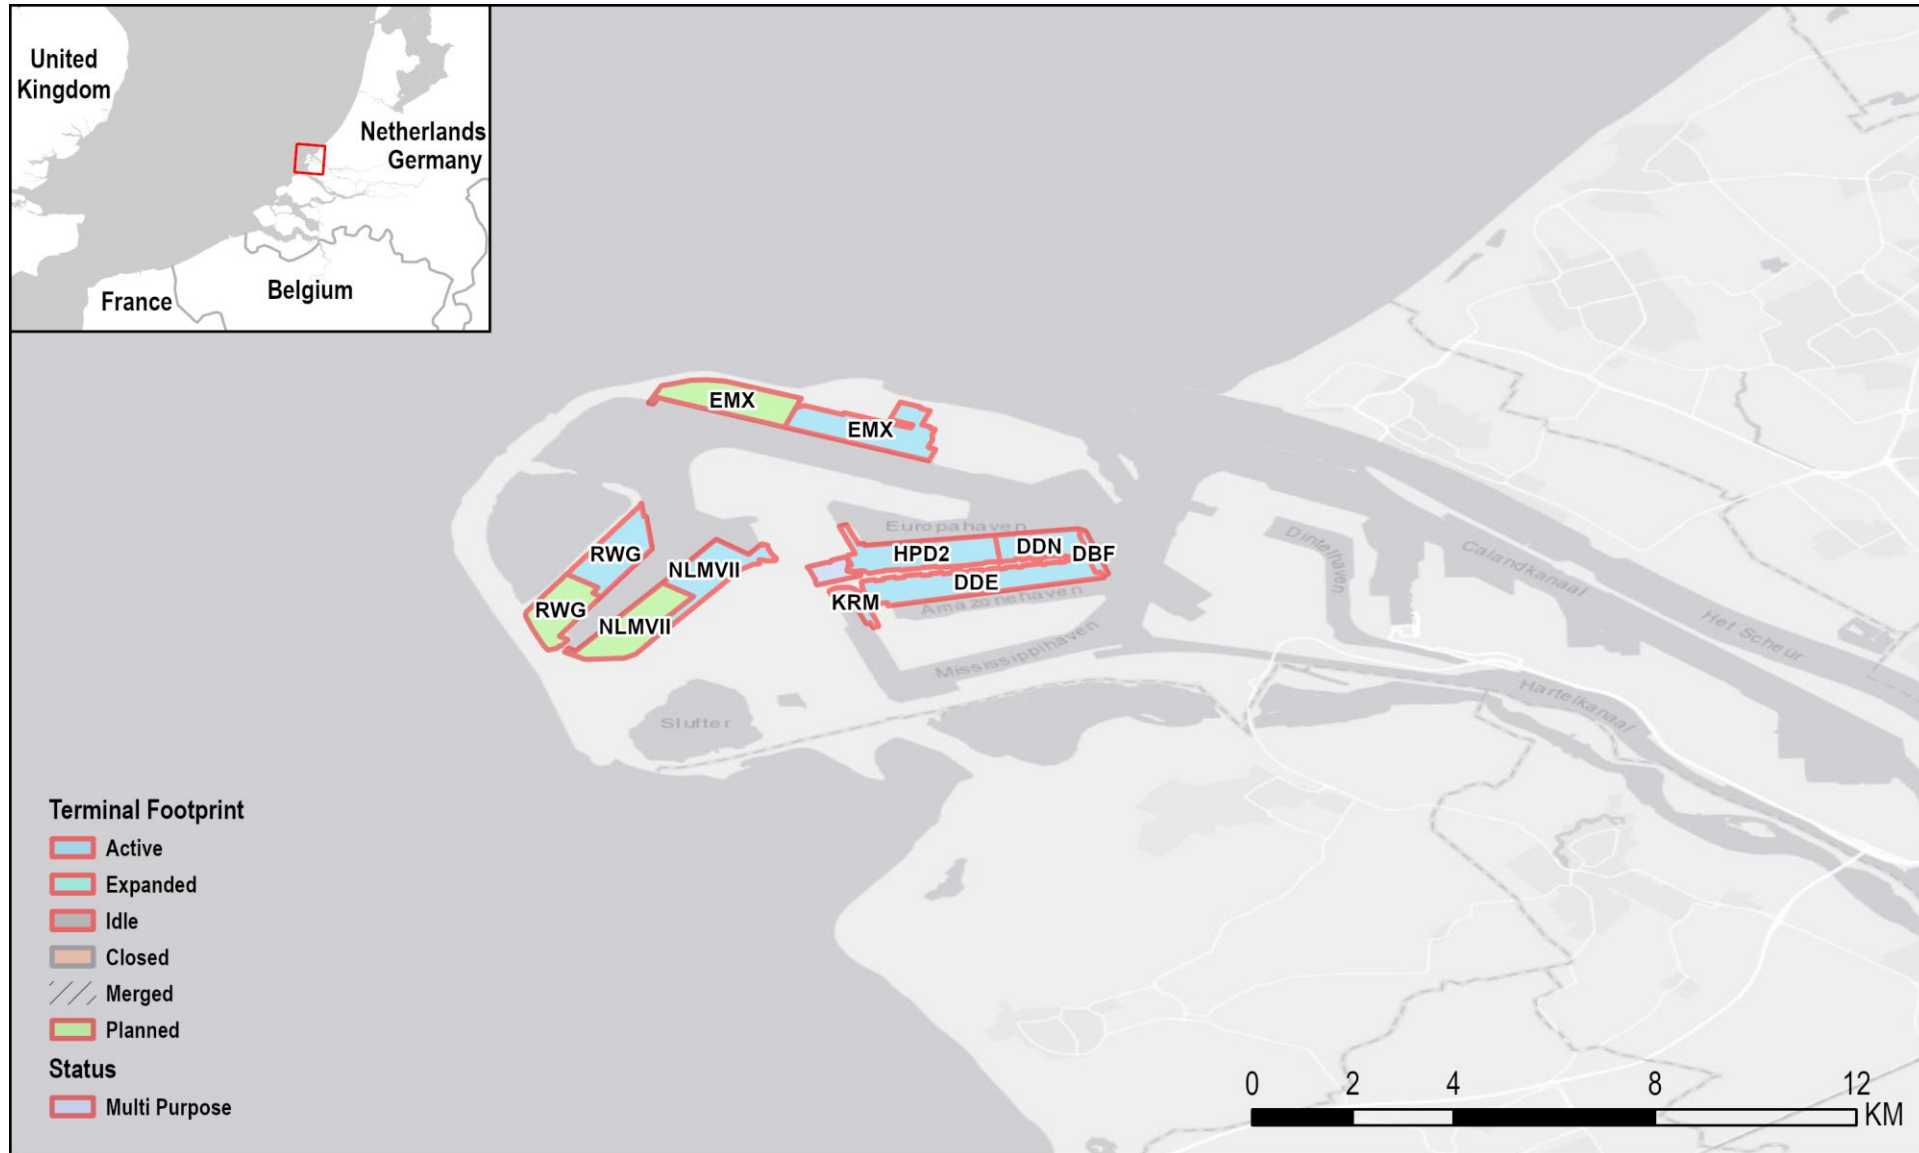 United
Kingdom
Netherlands
Germany
Belgium
France
EMX
EMX
RWG
NLMVII
RWG
NLMVII
Europahaven
HPD2
DDN
DBF
DDE
KRM
Amazonehaven
Mississippihaven
Slufter
Dintelhaven
Calandkanaal
Het Scheur
Hartelkanaal
Terminal Footprint
Active
Expanded
Idle
Closed
Merged
Planned
Status
Multi Purpose
0 2 4 8 12
KM